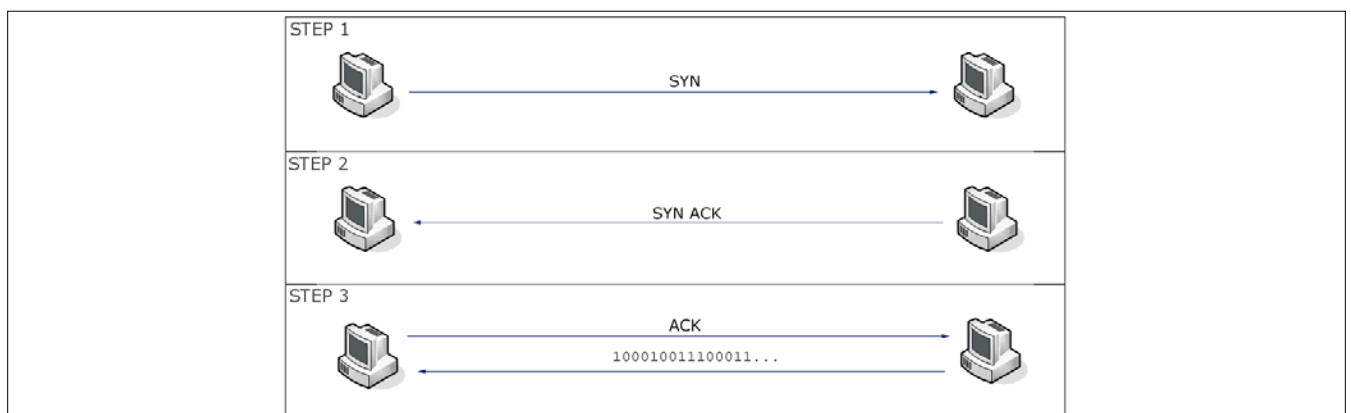 STEP 1
SYN
STEP 2
SYN ACK
STEP 3
ACK
100010011100011...